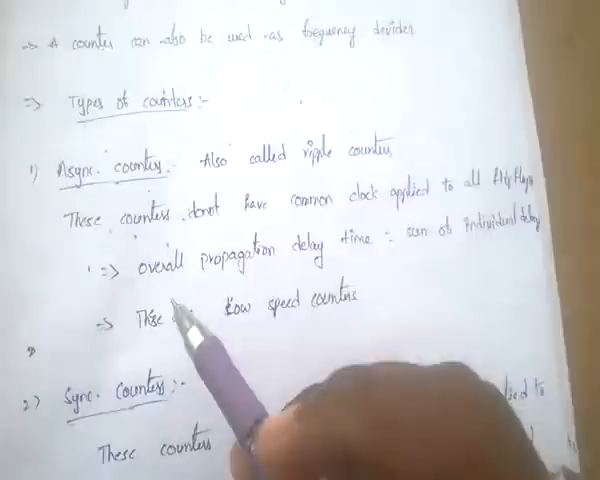 -> A counter can also be used as frequency devider
=> Types of counters :-
1) Async. counters :- Also called ripple counters
These counters donot have common clock applied to all flip flops
=> overall propagation delay time = sum of individual delay
-> These low speed counters
2) Sync. counters :-
These counters
to